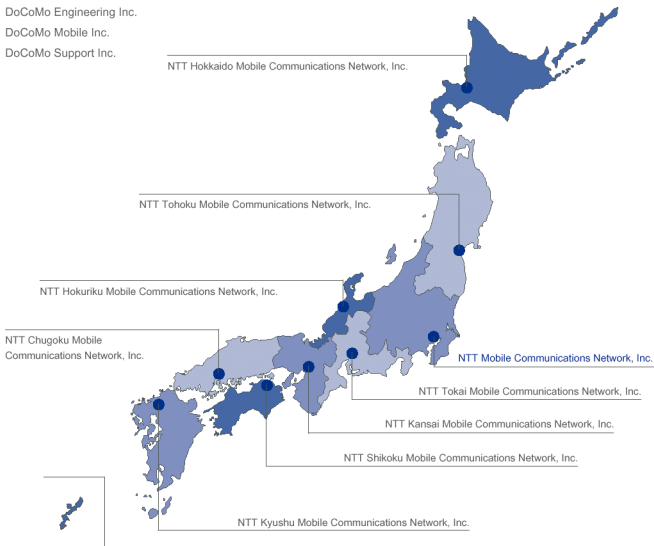 DoCoMo Engineering Inc.
DoCoMo Mobile Inc.
DoCoMo Support Inc.
NTT Hokkaido Mobile Communications Network, Inc.
NTT Tohoku Mobile Communications Network, Inc.
NTT Hokuriku Mobile Communications Network, Inc.
NTT Chugoku Mobile
Communications Network, Inc.
NTT Mobile Communications Network, Inc.
NTT Tokai Mobile Communications Network, Inc.
NTT Kansai Mobile Communications Network, Inc.
NTT Shikoku Mobile Communications Network, Inc.
NTT Kyushu Mobile Communications Network, Inc.